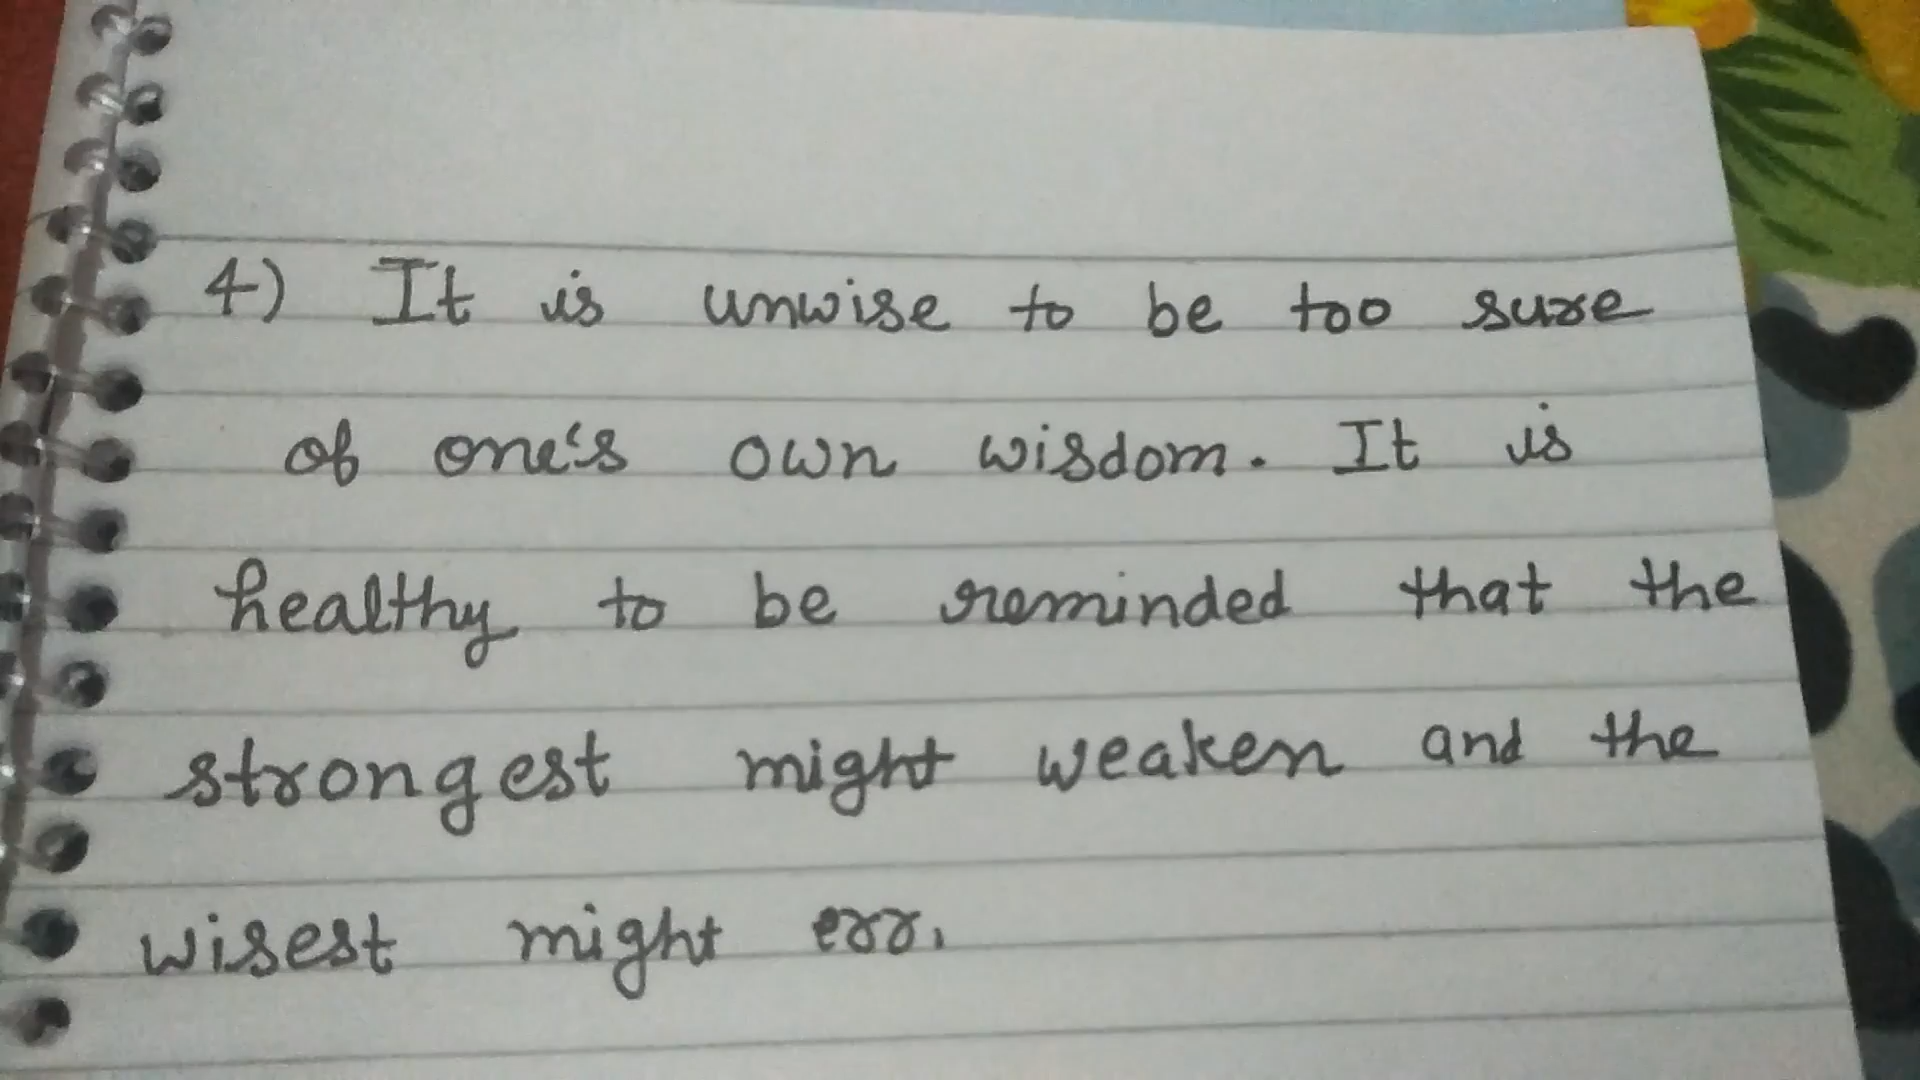 4) It is unwise to be too sure
of one's own wisdom. It is
healthy to be reminded that the
strongest might weaken and the
wisest might err.